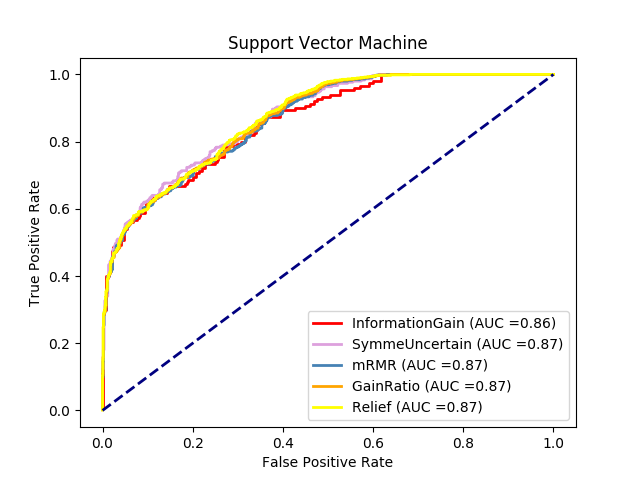 Support Vector Machine
True Positive Rate
1.0
0.8
0.6
0.4
0.2
0.0
InformationGain (AUC =0.86)
SymmeUncertain (AUC =0.87)
mRMR (AUC =0.87)
GainRatio (AUC =0.87)
Relief (AUC =0.87)
0.0 0.2 0.4 0.6 0.8 1.0
False Positive Rate